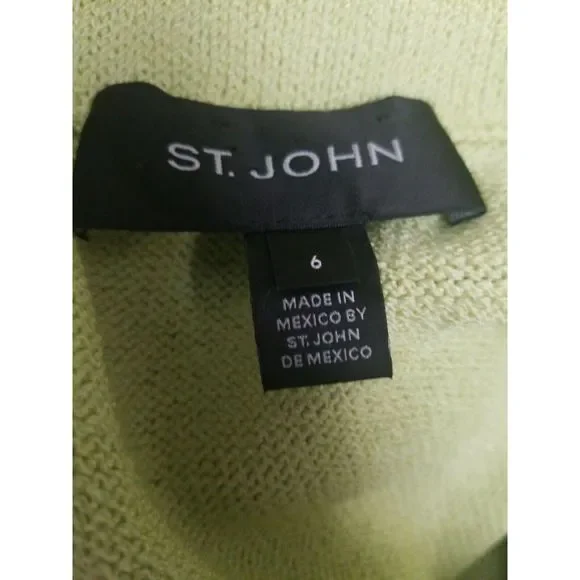 ST. JOHN
6
MADE IN
MEXICO BY
ST. JOHN
DE MEXICO